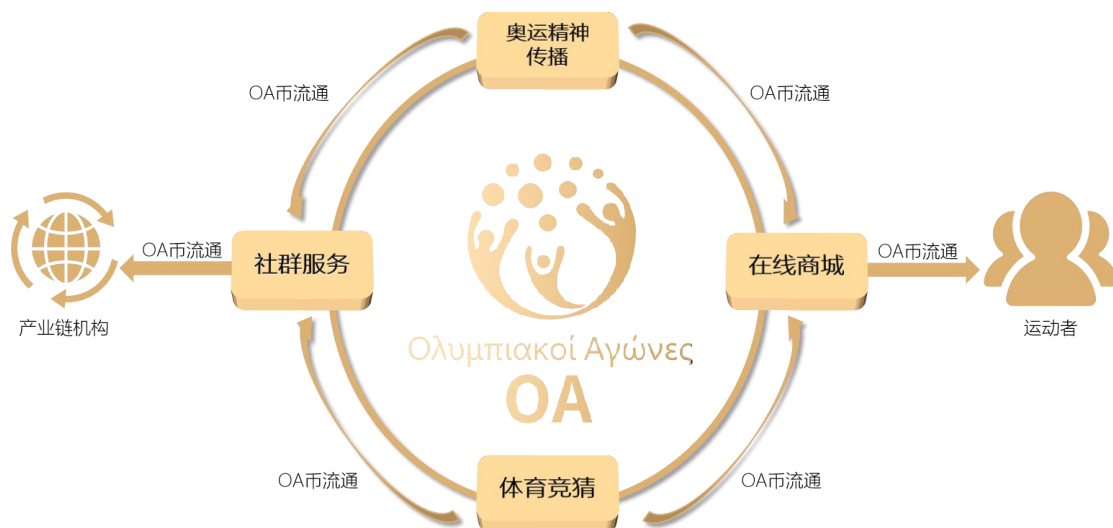 奥运精神
传播
OA币流通
OA币流通
OA币流通
社群服务
在线商城
OA币流通
产业链机构
运动者
Ολυμπιακοί Αγώνες
OA
OA币流通
体育竞猜
OA币流通